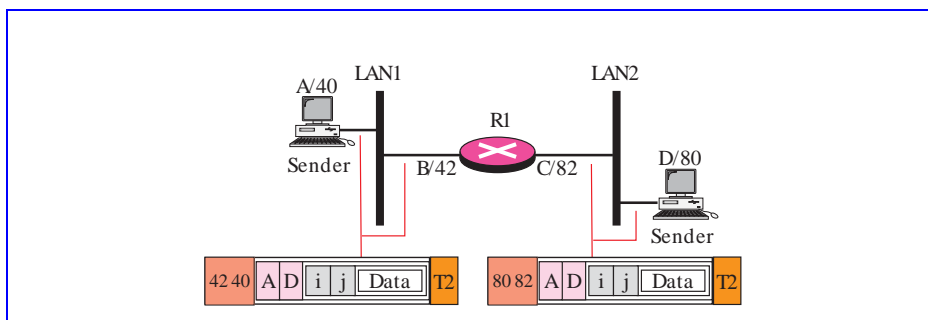 LAN1
LAN2
A/40
R1
Sender
B/42
C/82
D/80
Sender
42 40 A D i j Data T2
80 82 A D i j Data T2